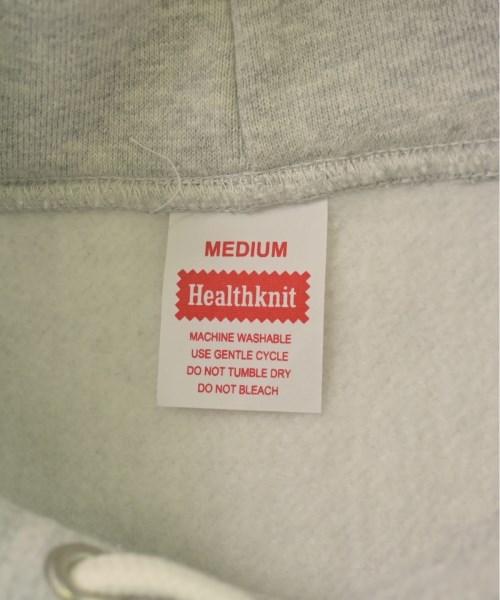 MEDIUM
Healthknit
MACHINE WASHABLE
USE GENTLE CYCLE
DO NOT TUMBLE DRY
DO NOT BLEACH